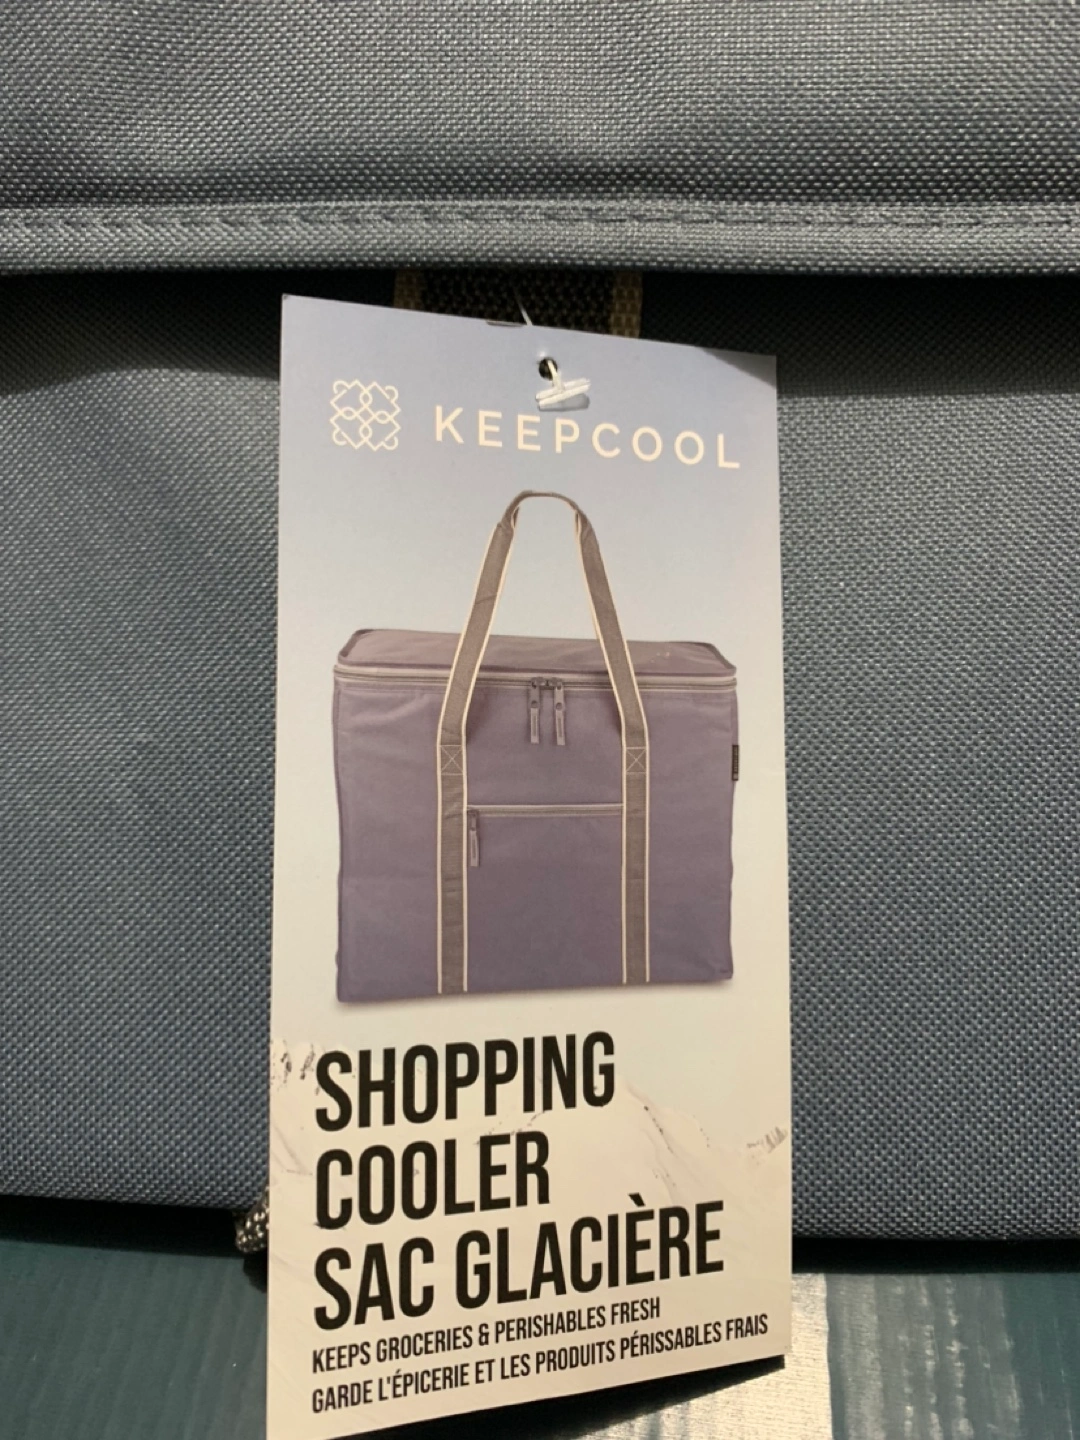 KEEPCOOL
SHOPPING
COOLER
SAC GLACIÈRE
KEEPS GROCERIES & PERISHABLES FRESH
GARDE L'ÉPICERIE ET LES PRODUITS PÉRISSABLES FRAIS